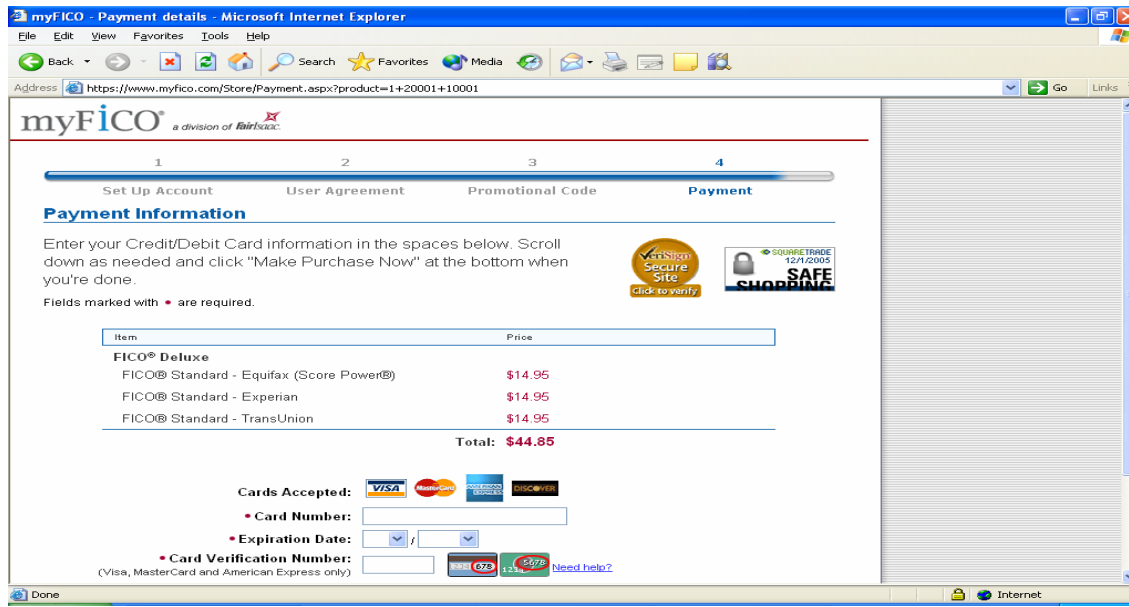 myFICO - Payment details - Microsoft Internet Explorer
File Edit View Favorites Tools Help
Back Search Favorites Media
Address https://www.myfico.com/Store/Payment.aspx?product=1+20001+10001 Go Links
myFICO® a division of Fair Isaac
1 2 3 4
Set Up Account User Agreement Promotional Code Payment
Payment Information
Enter your Credit/Debit Card information in the spaces below. Scroll
down as needed and click "Make Purchase Now" at the bottom when
you're done.
Fields marked with • are required.
VeriSign
Secure
Site
Click to verify
SQUARETRADE
12/1/2005
SAFE
SHOPPING
Item Price
FICO® Deluxe
FICO® Standard - Equifax (Score Power®) $14.95
FICO® Standard - Experian $14.95
FICO® Standard - TransUnion $14.95
Total: $44.85
Cards Accepted: VISA MasterCard AMERICAN EXPRESS DISCOVER
• Card Number:
• Expiration Date: /
• Card Verification Number: 678 5678 Need help?
(Visa, MasterCard and American Express only)
Done Internet